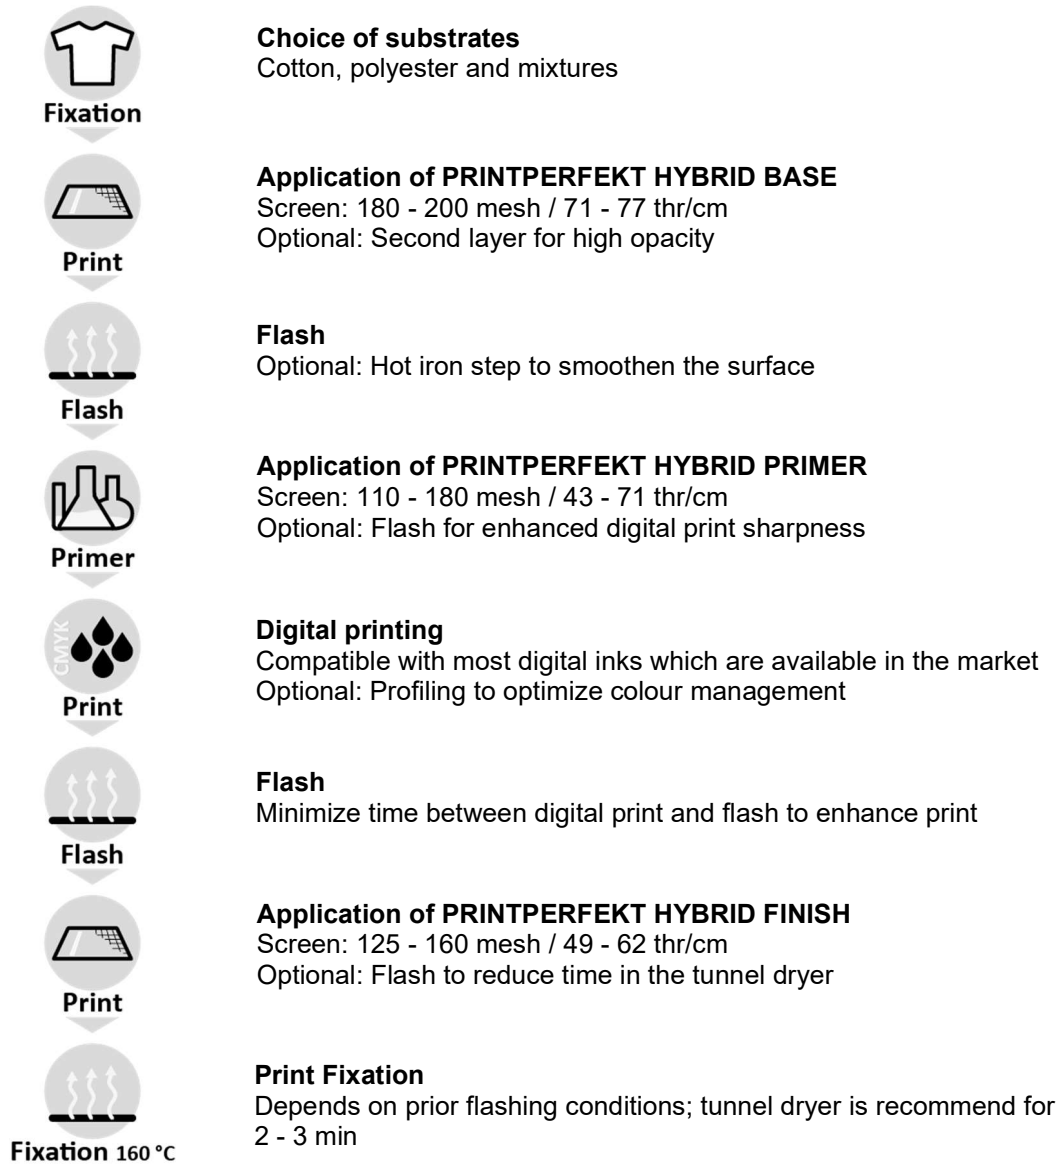 Choice of substrates
Cotton, polyester and mixtures
Fixation
Application of PRINTPERFEKT HYBRID BASE
Screen: 180 - 200 mesh / 71 - 77 thr/cm
Optional: Second layer for high opacity
Print
Flash
Optional: Hot iron step to smoothen the surface
Flash
Application of PRINTPERFEKT HYBRID PRIMER
Screen: 110 - 180 mesh / 43 - 71 thr/cm
Optional: Flash for enhanced digital print sharpness
Primer
Digital printing
CMYK
Compatible with most digital inks which are available in the market
Optional: Profiling to optimize colour management
Print
Flash
Minimize time between digital print and flash to enhance print
Flash
Application of PRINTPERFEKT HYBRID FINISH
Screen: 125 - 160 mesh / 49 - 62 thr/cm
Optional: Flash to reduce time in the tunnel dryer
Print
Print Fixation
Depends on prior flashing conditions; tunnel dryer is recommend for
2 - 3 min
Fixation 160 °C